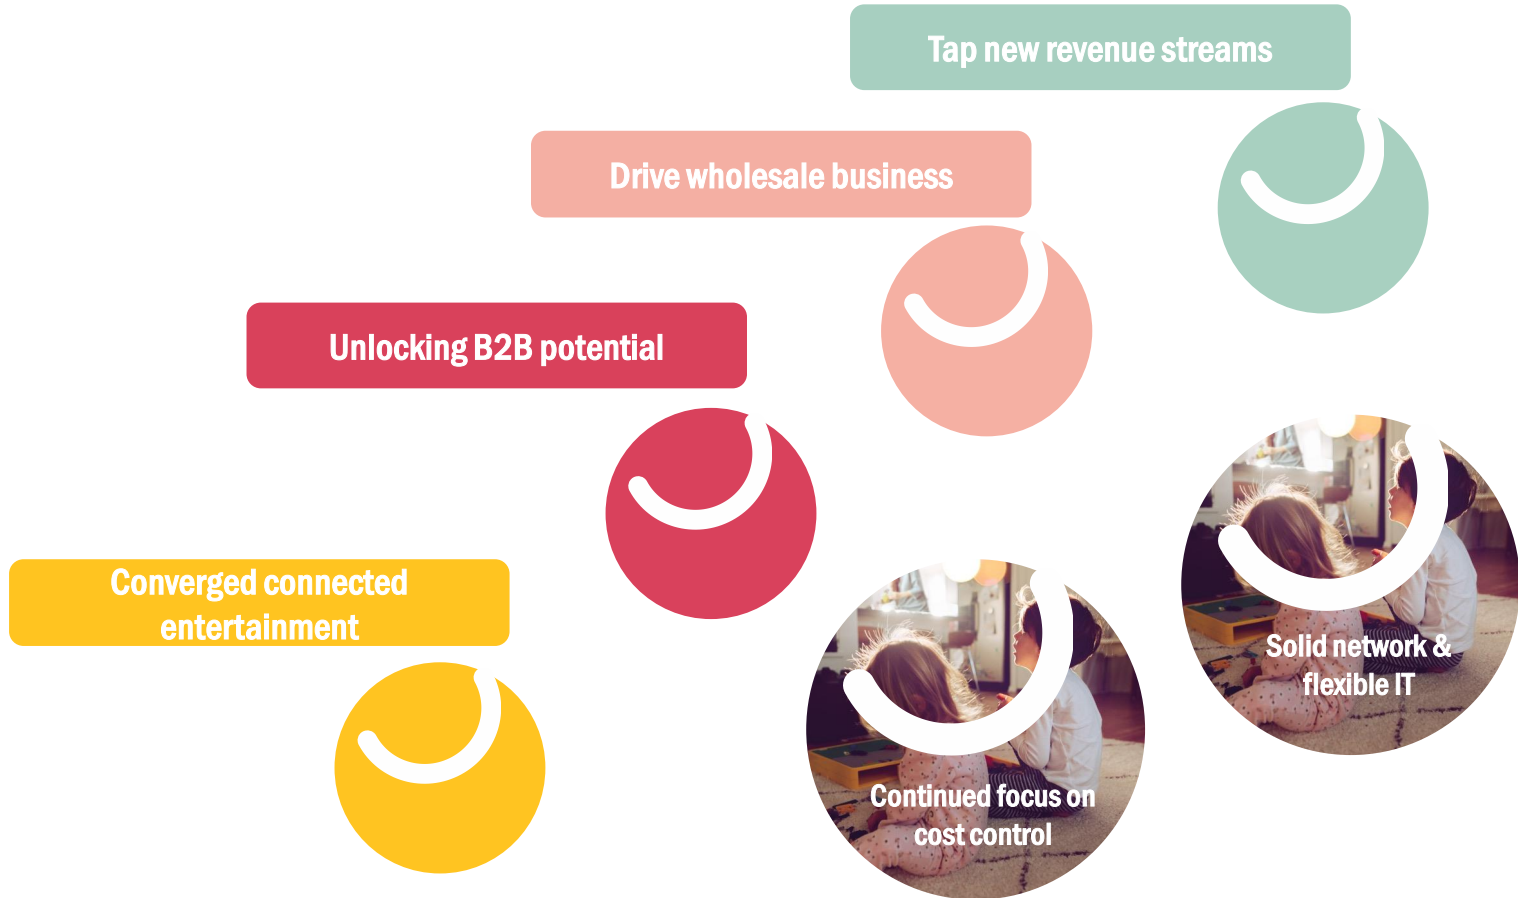 Tap new revenue streams
Drive wholesale business
Unlocking B2B potential
Converged connected
entertainment
Solid network &
flexible IT
Continued focus on
cost control